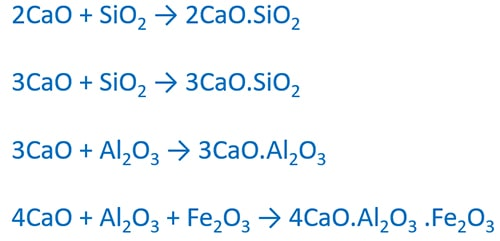 2CaO + SiO₂ → 2CaO.SiO₂
3CaO + SiO₂ → 3CaO.SiO₂
3CaO + Al₂O₃ → 3CaO.Al₂O₃
4CaO + Al₂O₃ + Fe₂O₃ → 4CaO.Al₂O₃ .Fe₂O₃